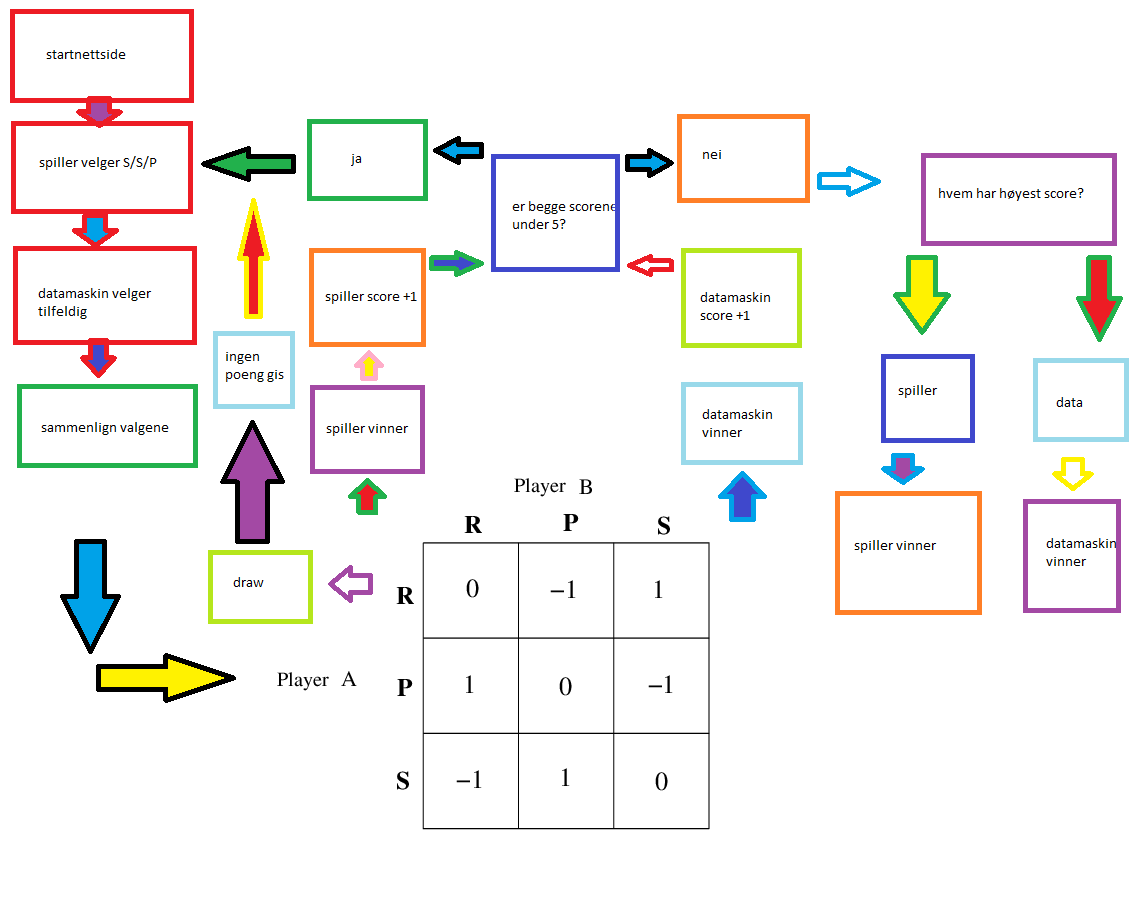 startnettside
spiller velger S/S/P
datamaskin velger
tilfeldig
sammenlign valgene
ja
er begge scorene
under 5?
nei
hvem har høyest score?
spiller score +1
datamaskin
score +1
ingen
poeng gis
spiller vinner
datamaskin
vinner
spiller
data
spiller vinner
datamaskin
vinner
draw
Player B
R P S
R 0 −1 1
Player A
P 1 0 −1
S −1 1 0